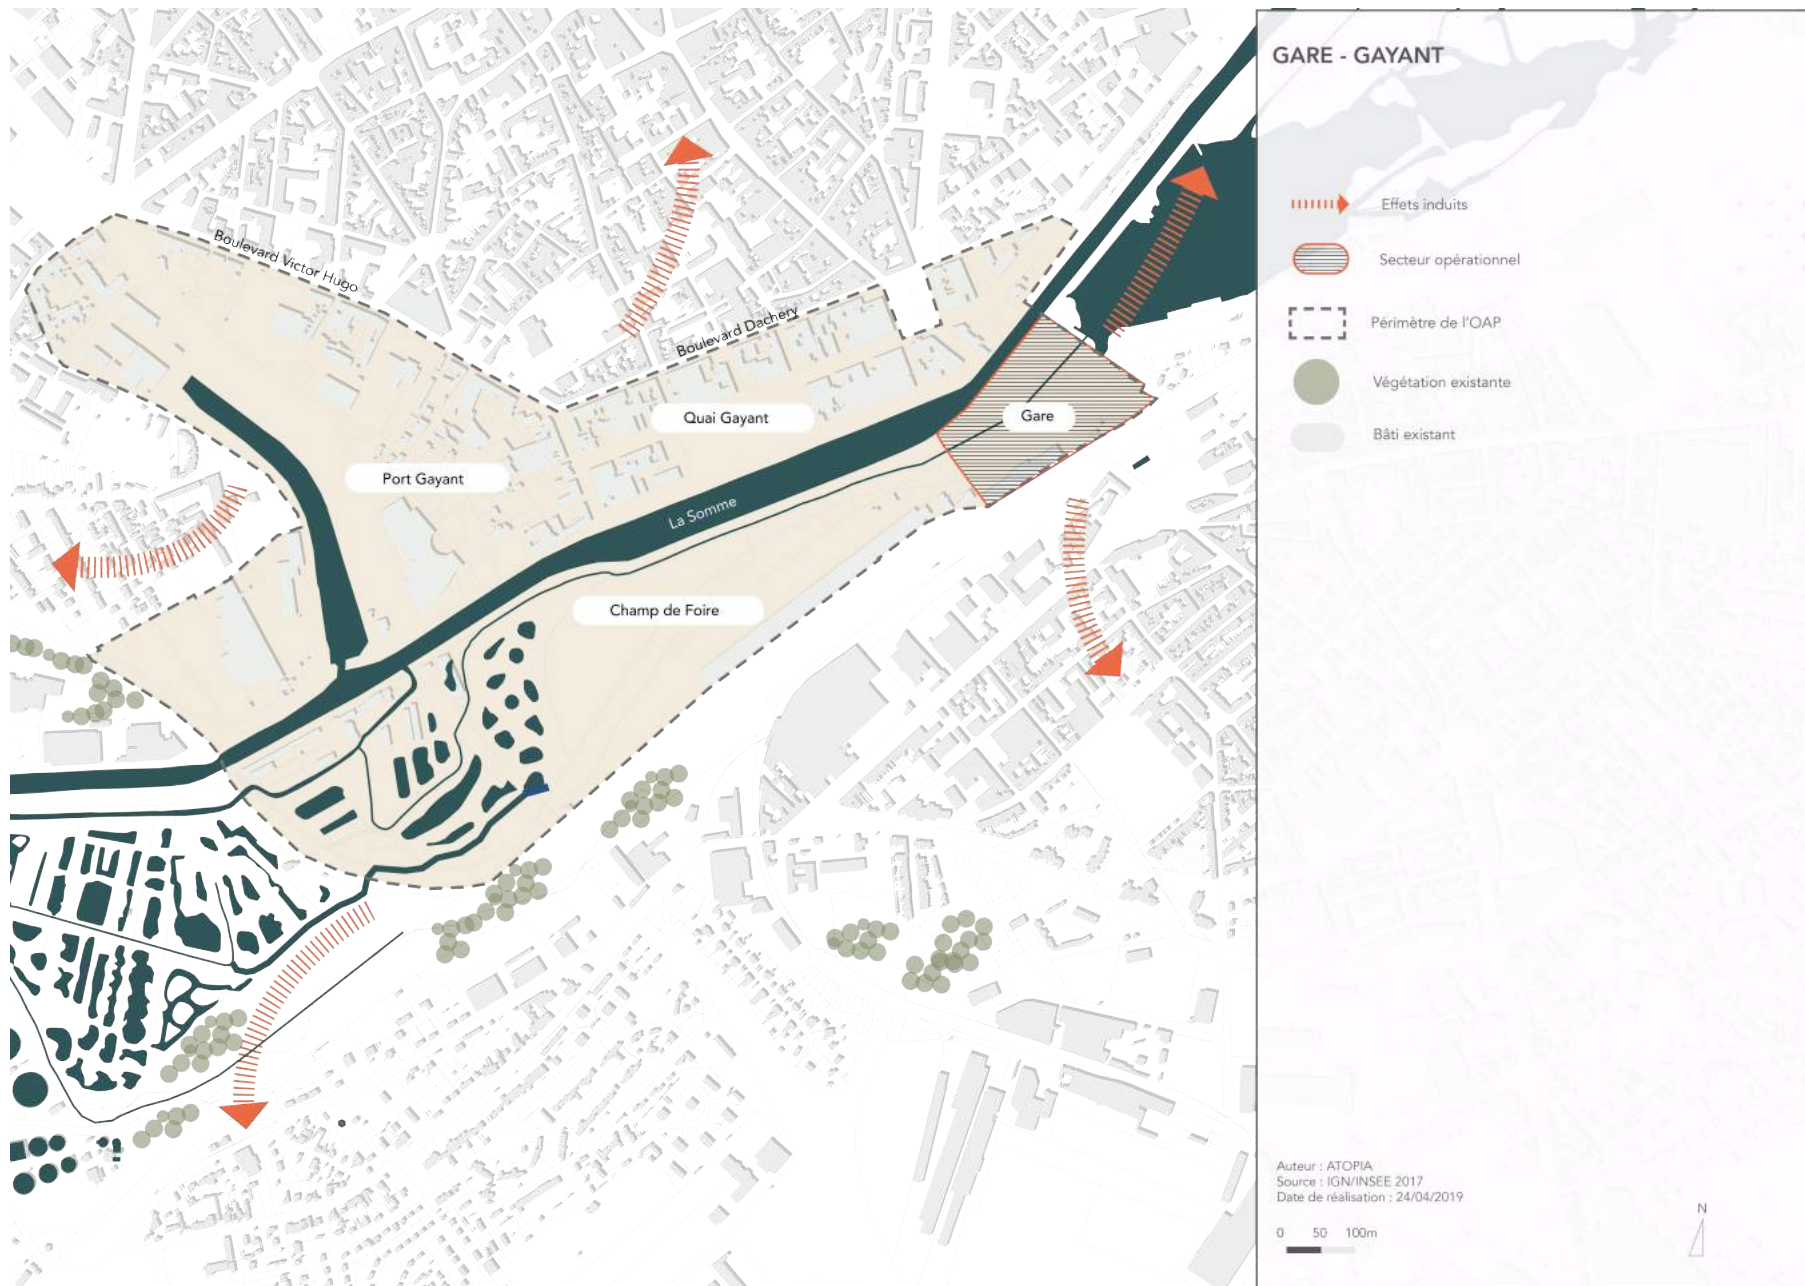 GARE - GAYANT
Effets induits
Secteur opérationnel
Périmètre de l'OAP
Végétation existante
Bâti existant
Boulevard Victor Hugo
Boulevard Dachery
Quai Gayant
Gare
Port Gayant
La Somme
Champ de Foire
Auteur : ATOPIA
Source : IGN/INSEE 2017
Date de réalisation : 24/04/2019
0 50 100m
N